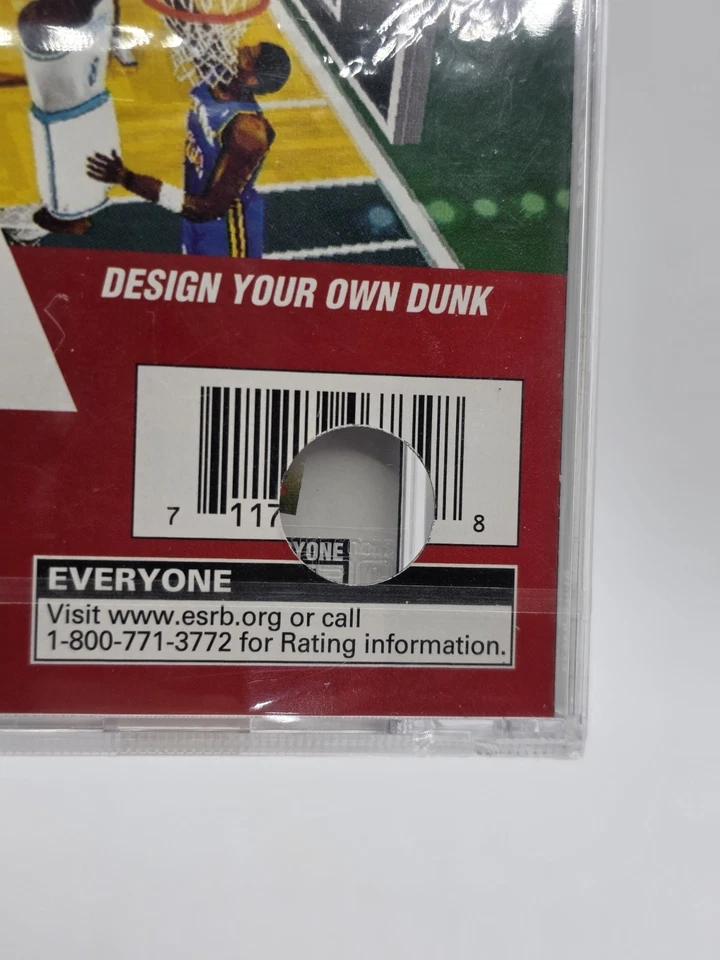 DESIGN YOUR OWN DUNK
7 117 8
YONE
EVERYONE
Visit www.esrb.org or call
1-800-771-3772 for Rating information.